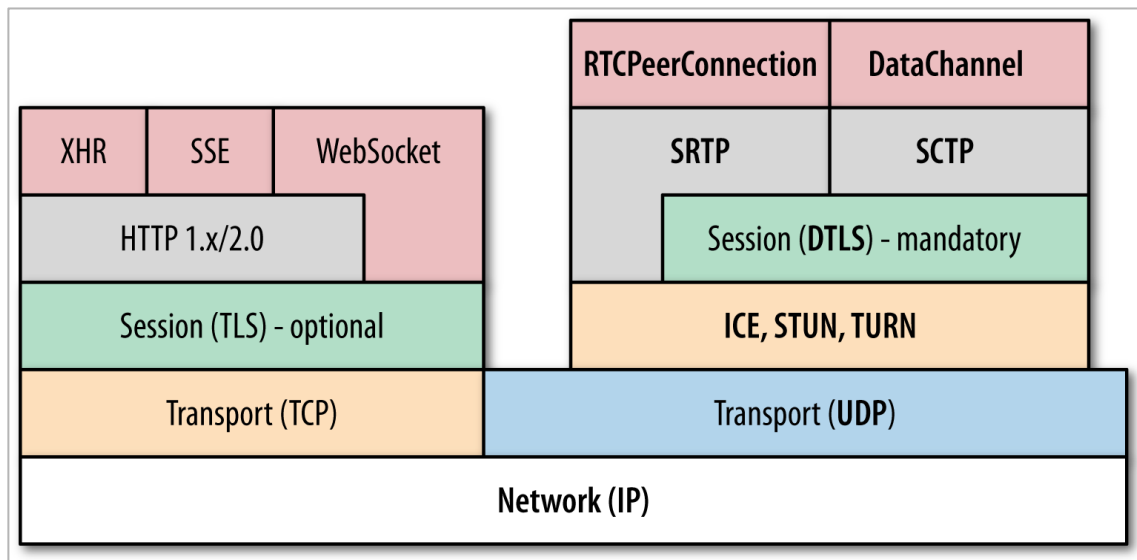 RTCPeerConnection
DataChannel
XHR
SSE
WebSocket
SRTP
SCTP
HTTP 1.x/2.0
Session (DTLS) - mandatory
Session (TLS) - optional
ICE, STUN, TURN
Transport (TCP)
Transport (UDP)
Network (IP)